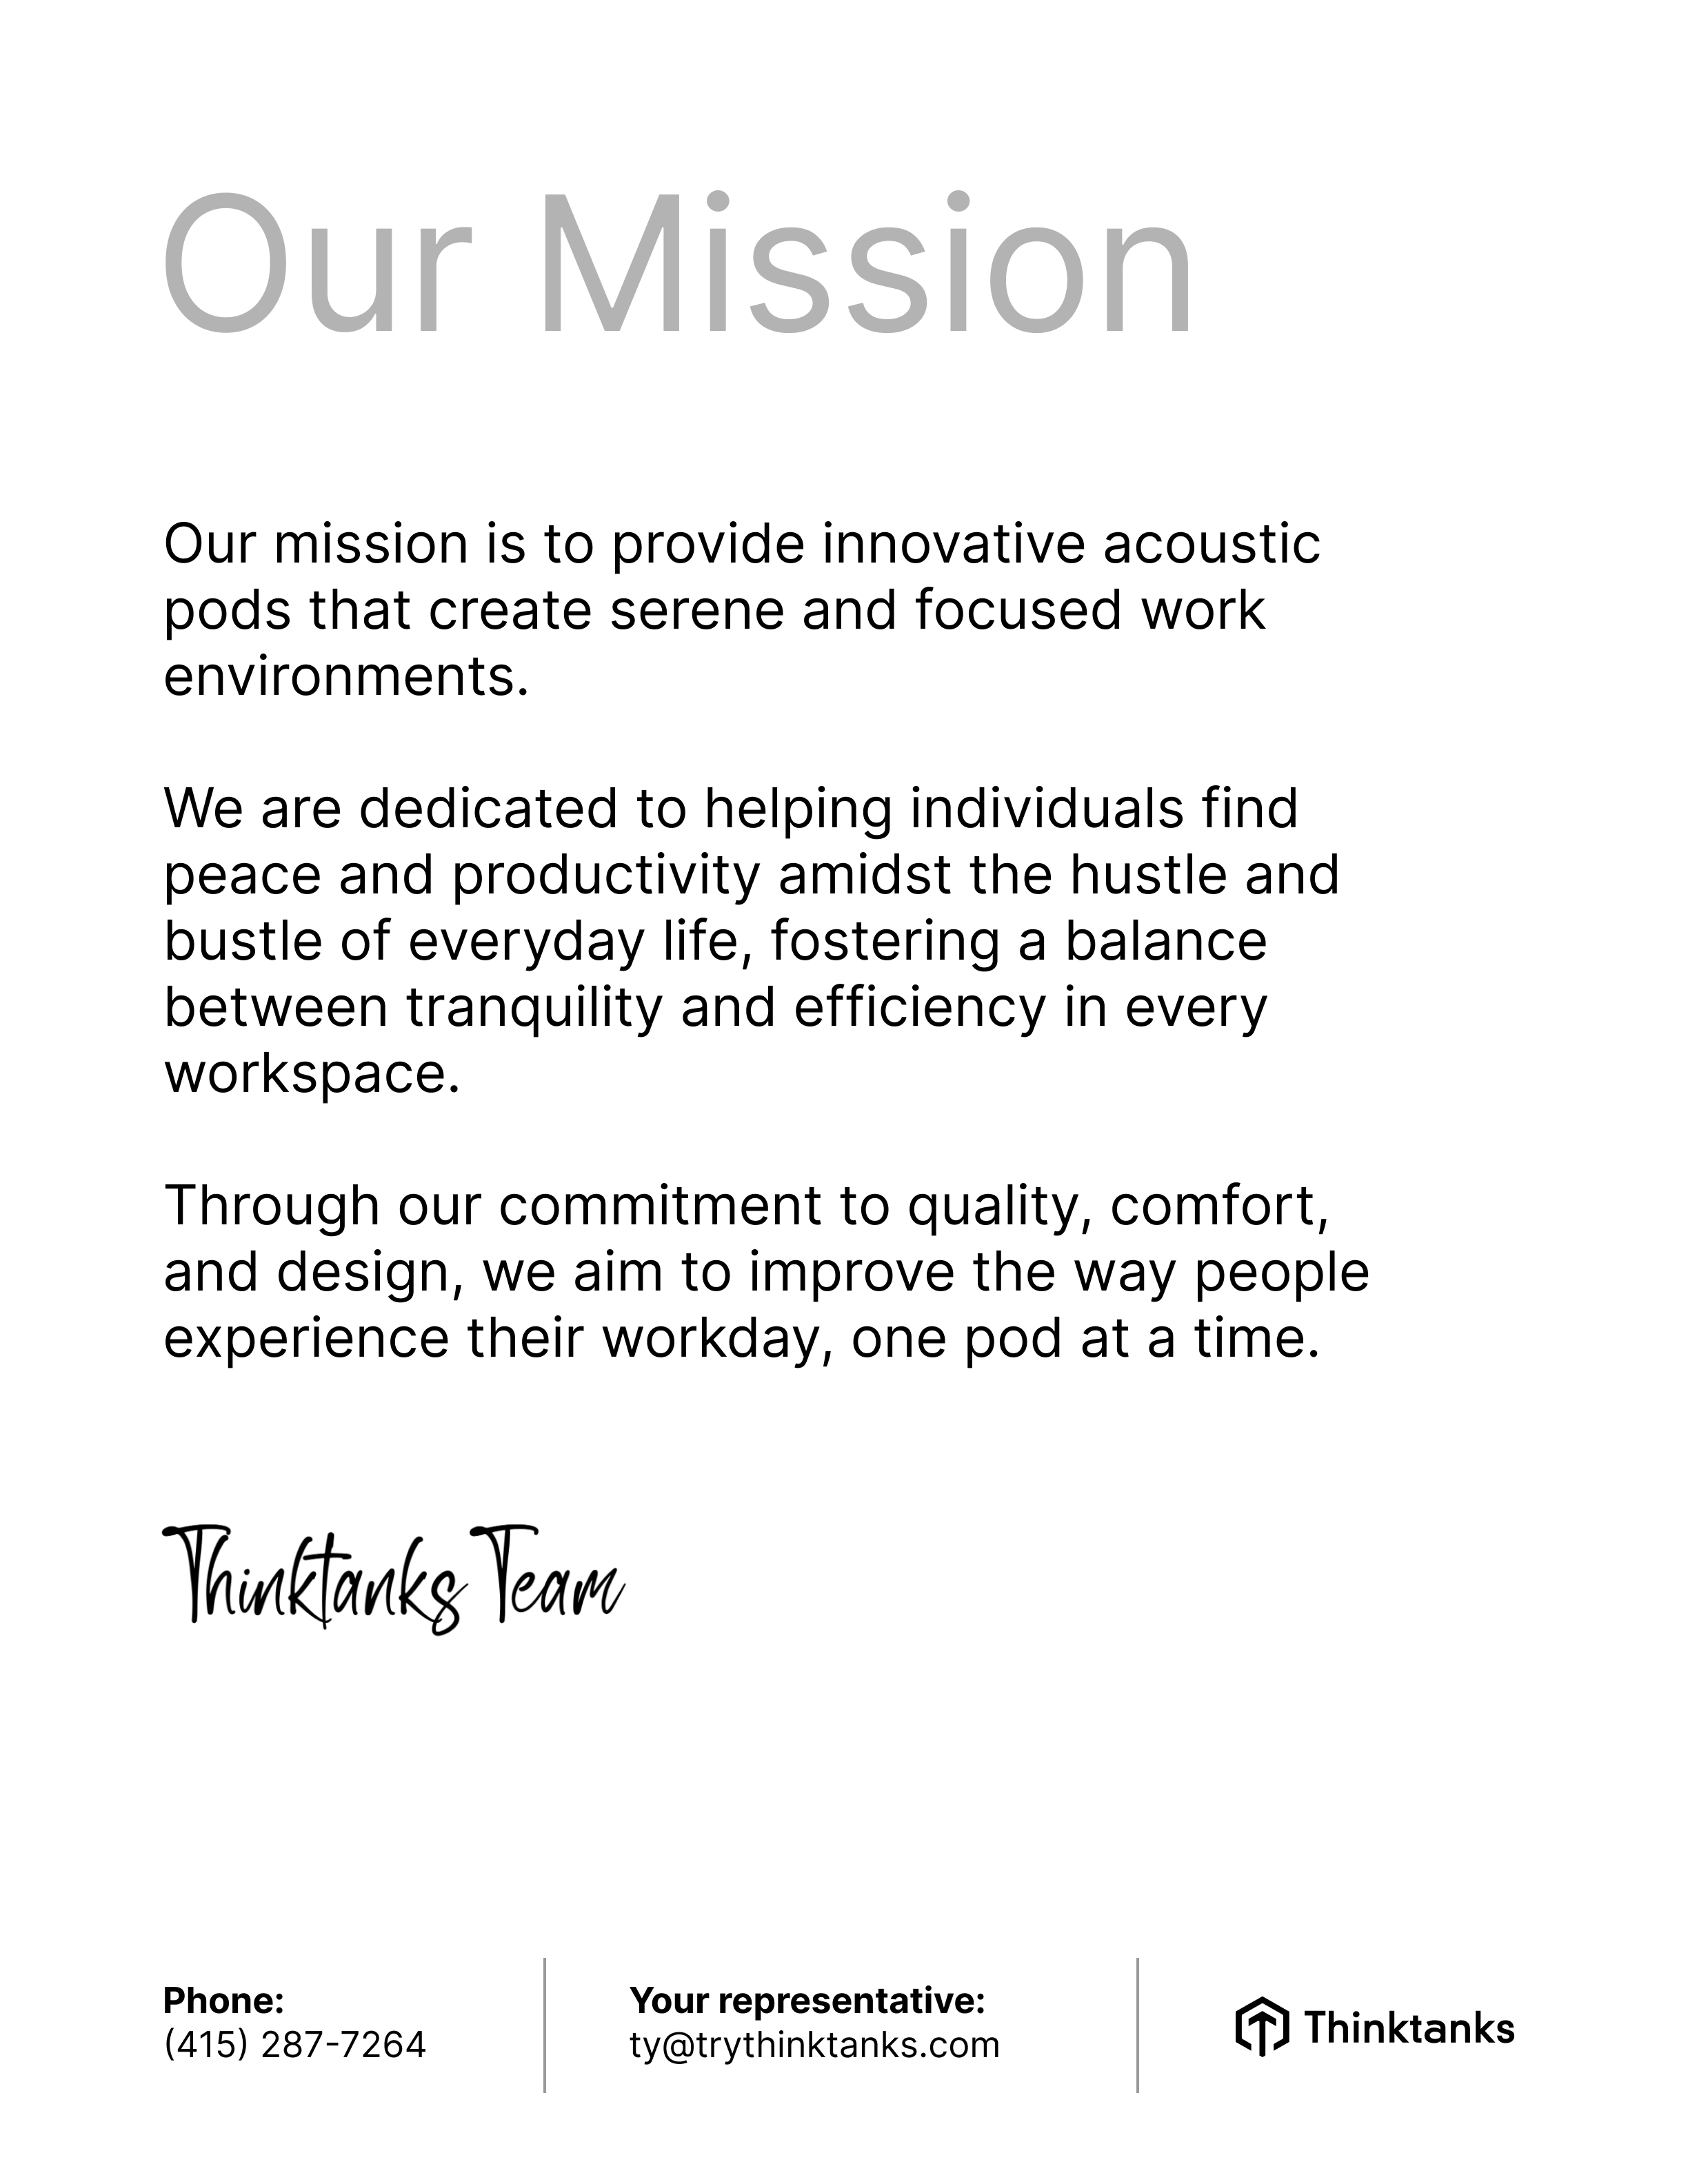 Our Mission
Our mission is to provide innovative acoustic
pods that create serene and focused work
environments.
We are dedicated to helping individuals find
peace and productivity amidst the hustle and
bustle of everyday life, fostering a balance
between tranquility and efficiency in every
workspace.
Through our commitment to quality, comfort,
and design, we aim to improve the way people
experience their workday, one pod at a time.
Thinktanks Team
Phone:
(415) 287-7264
Your representative:
ty@trythinktanks.com
Thinktanks